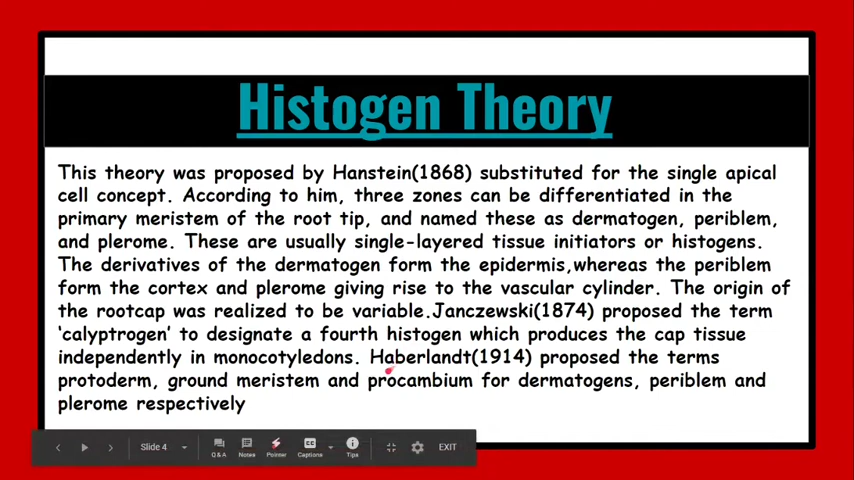 Histogen Theory
This theory was proposed by Hanstein(1868) substituted for the single apical
cell concept. According to him, three zones can be differentiated in the
primary meristem of the root tip, and named these as dermatogen, periblem,
and plerome. These are usually single-layered tissue initiators or histogens.
The derivatives of the dermatogen form the epidermis,whereas the periblem
form the cortex and plerome giving rise to the vascular cylinder. The origin of
the rootcap was realized to be variable.Janczewski(1874) proposed the term
‘calyptrogen’ to designate a fourth histogen which produces the cap tissue
independently in monocotyledons. Haberlandt(1914) proposed the terms
protoderm, ground meristem and procambium for dermatogens, periblem and
plerome respectively
Slide 4
Q & A Notes Pointer Captions Tips EXIT